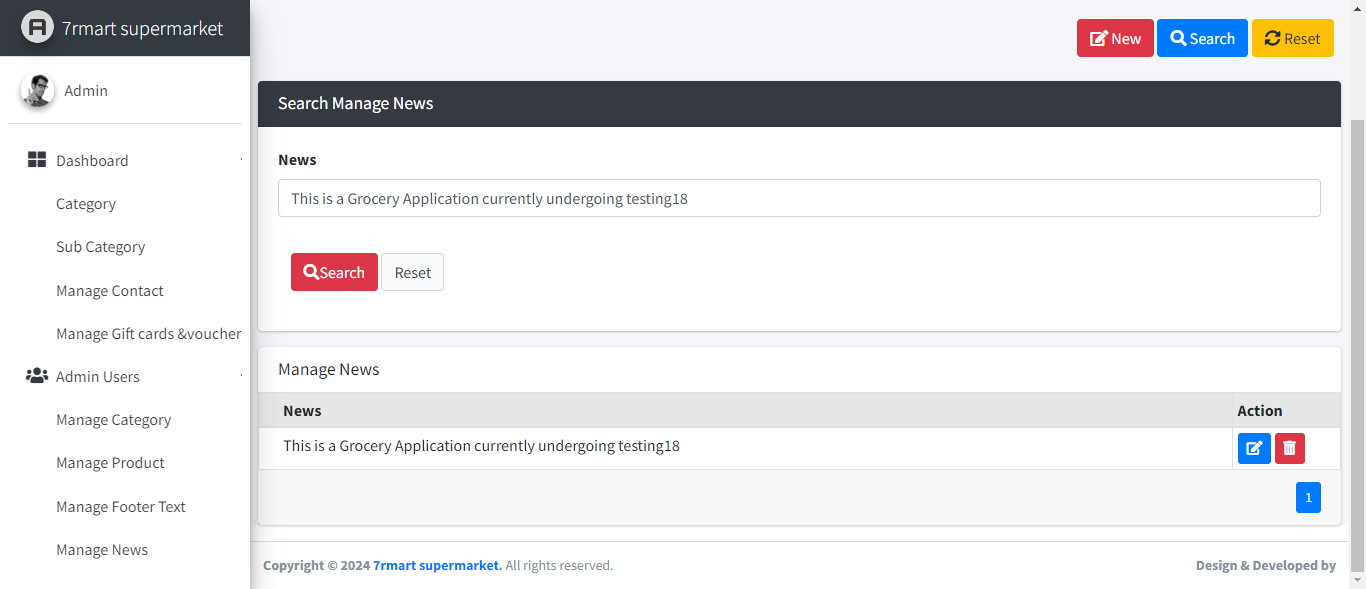 7rmart supermarket
Admin
Dashboard
Category
Sub Category
Manage Contact
Manage Gift cards &voucher
Admin Users
Manage Category
Manage Product
Manage Footer Text
Manage News
New Search Reset
Search Manage News
News
This is a Grocery Application currently undergoing testing18
Search Reset
Manage News
News Action
This is a Grocery Application currently undergoing testing18
1
Copyright © 2024 7rmart supermarket. All rights reserved. Design & Developed by